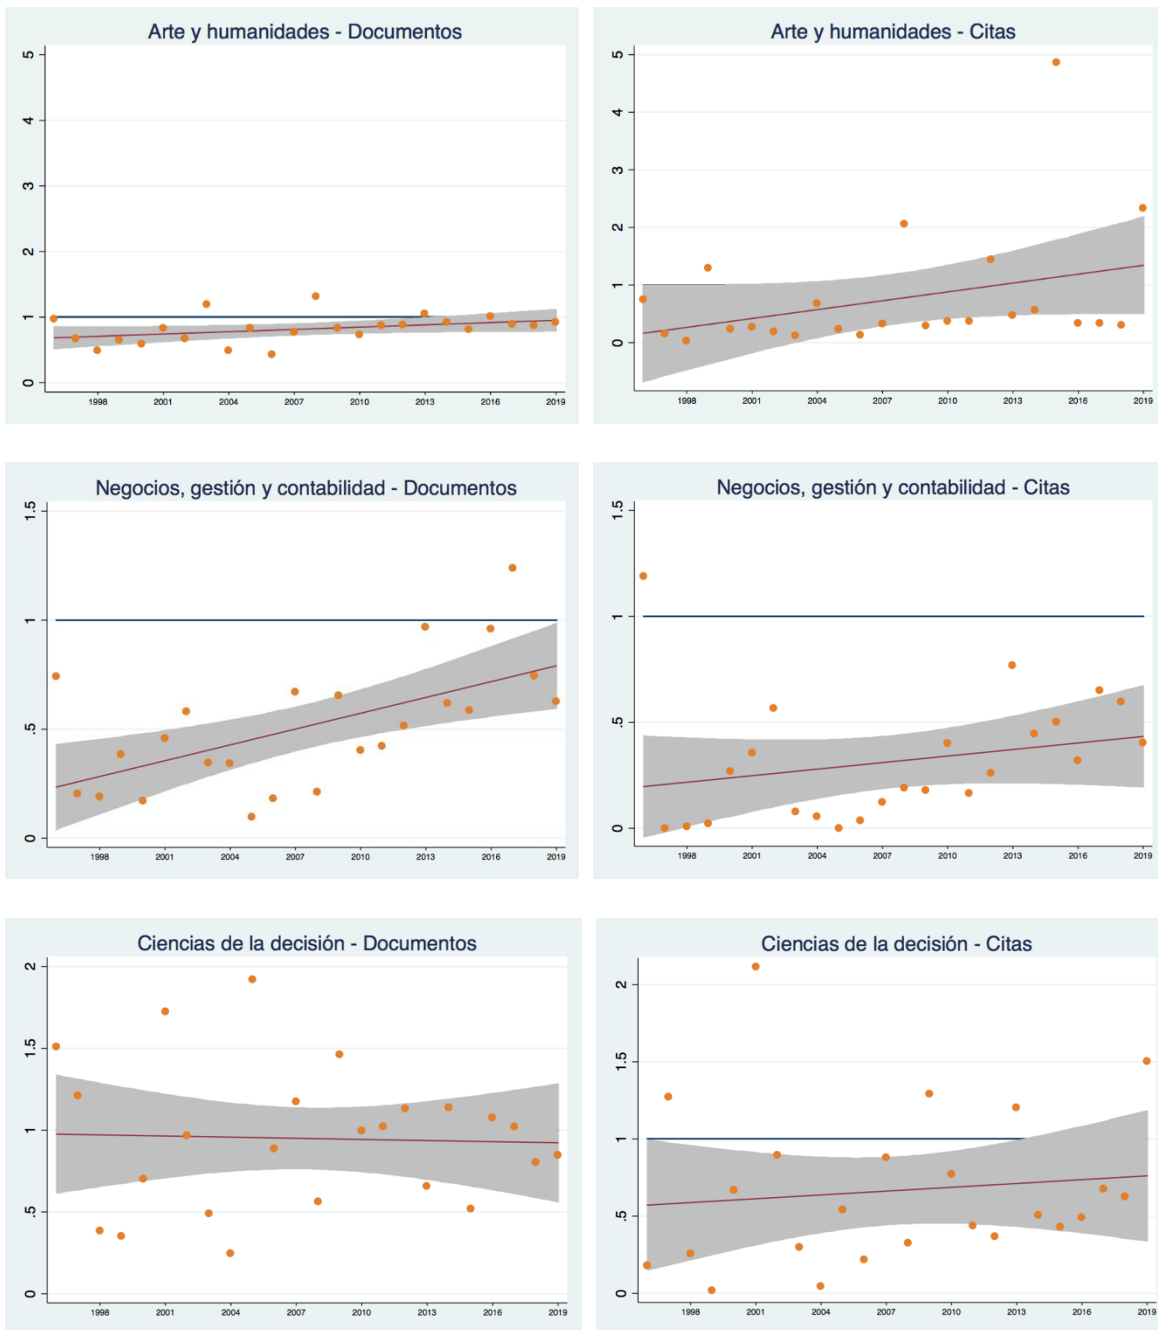 Arte y humanidades - Documentos
5
4
3
2
1
0
1998 2001 2004 2007 2010 2013 2016 2019
Arte y humanidades - Citas
5
4
3
2
1
0
1998 2001 2004 2007 2010 2013 2016 2019
Negocios, gestión y contabilidad - Documentos
1.5
1
.5
0
1998 2001 2004 2007 2010 2013 2016 2019
Negocios, gestión y contabilidad - Citas
1.5
1
.5
0
1998 2001 2004 2007 2010 2013 2016 2019
Ciencias de la decisión - Documentos
2
1.5
1
.5
0
1998 2001 2004 2007 2010 2013 2016 2019
Ciencias de la decisión - Citas
2
1.5
1
.5
0
1998 2001 2004 2007 2010 2013 2016 2019